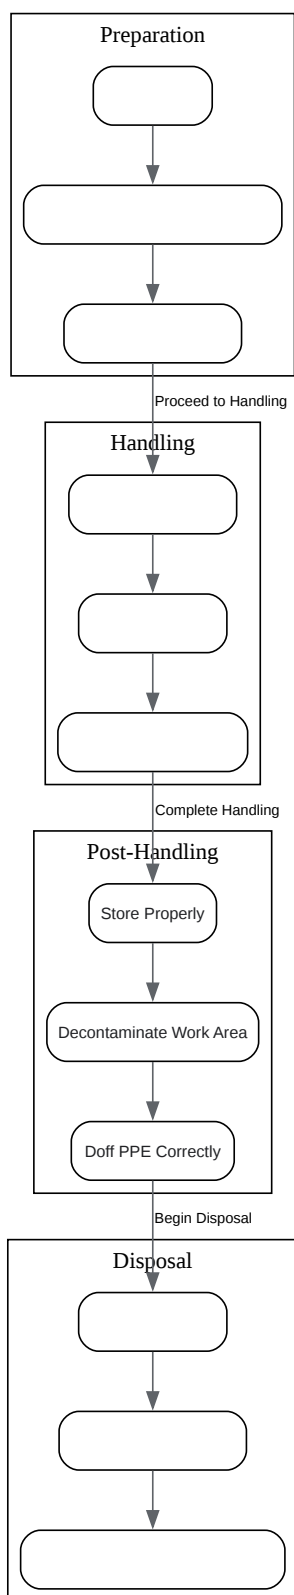 Preparation
Proceed to Handling
Handling
Complete Handling
Post-Handling
Store Properly
Decontaminate Work Area
Doff PPE Correctly
Begin Disposal
Disposal